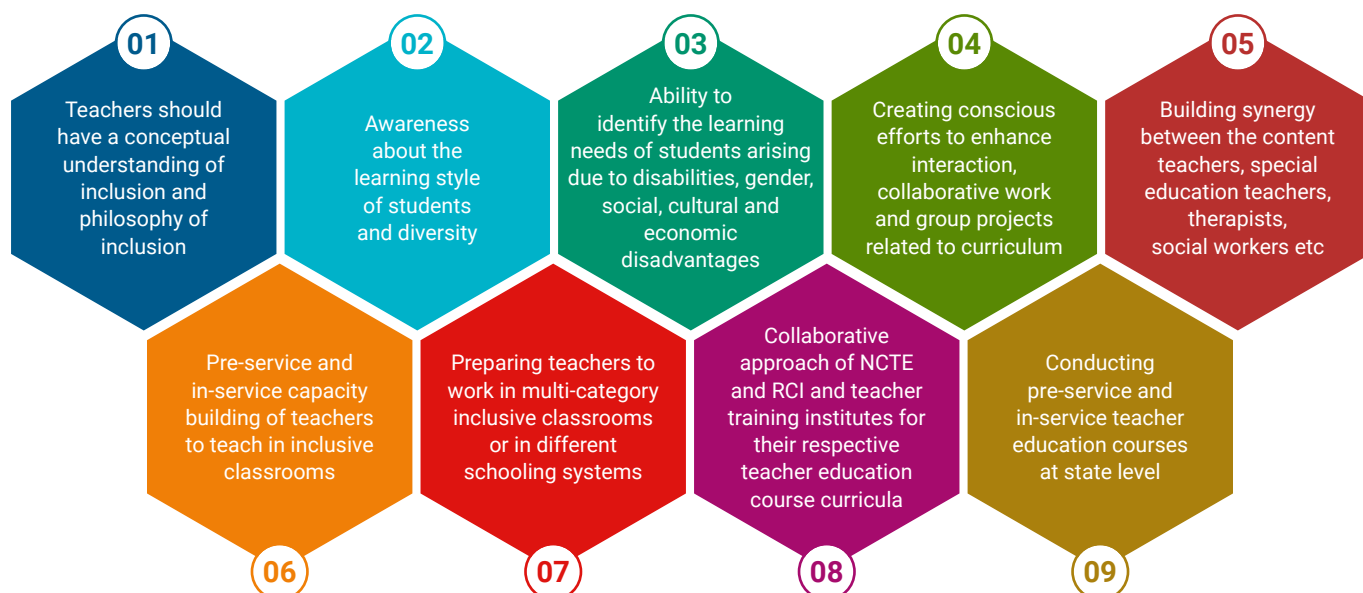 01
Teachers should
have a conceptual
understanding of
inclusion and
philosophy of
inclusion
02
Awareness
about the
learning style
of students
and diversity
03
Ability to
identify the learning
needs of students arising
due to disabilities, gender,
social, cultural and
economic
disadvantages
04
Creating conscious
efforts to enhance
interaction,
collaborative work
and group projects
related to curriculum
05
Building synergy
between the content
teachers, special
education teachers,
therapists,
social workers etc
Pre-service and
in-service capacity
building of teachers
to teach in inclusive
classrooms
06
Preparing teachers to
work in multi-category
inclusive classrooms
or in different
schooling systems
07
Collaborative
approach of NCTE
and RCI and teacher
training institutes for
their respective
teacher education
course curricula
08
Conducting
pre-service and
in-service teacher
education courses
at state level
09